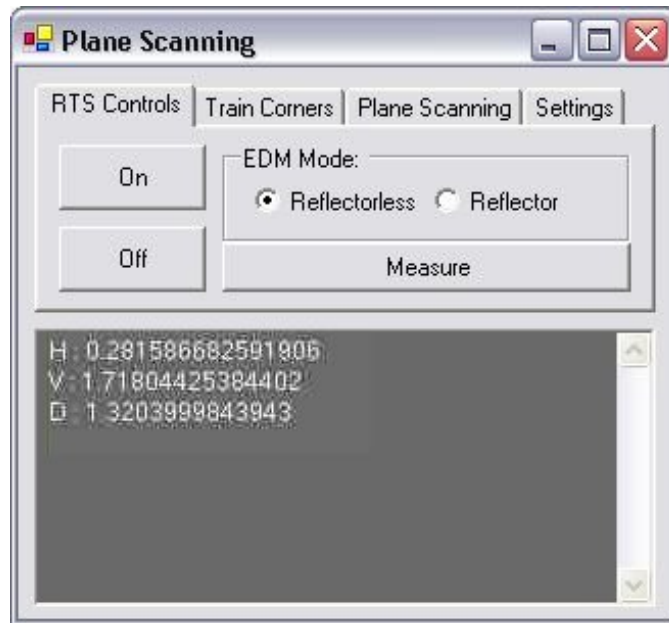 Plane Scanning
RTS Controls Train Corners Plane Scanning Settings
On
EDM Mode:
Reflectorless Reflector
Off
Measure
H : 0.281586682591906
V : 1.71804425384402
D : 1.3203999843943